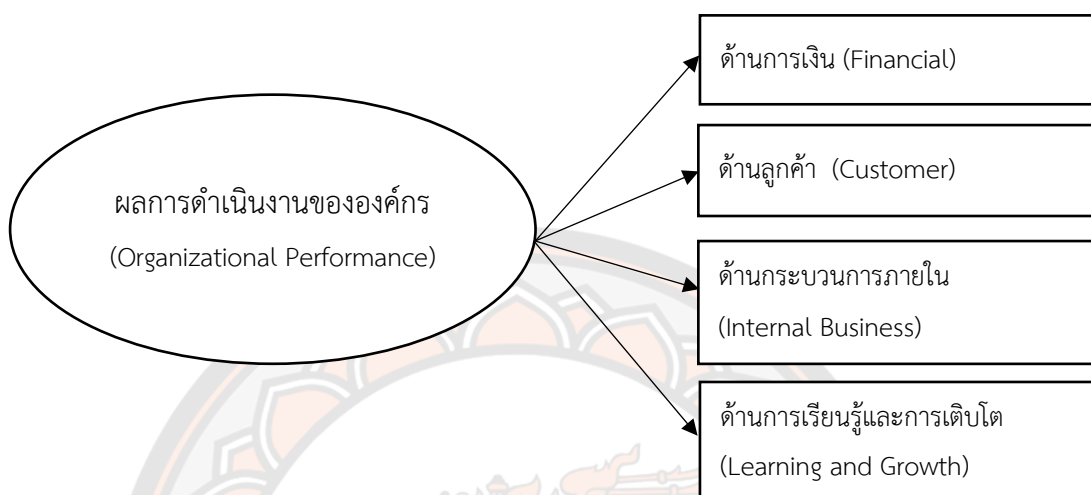 ผลการดำเนินงานขององค์กร
(Organizational Performance)
ด้านการเงิน (Financial)
ด้านลูกค้า (Customer)
ด้านกระบวนการภายใน
(Internal Business)
ด้านการเรียนรู้และการเติบโต
(Learning and Growth)